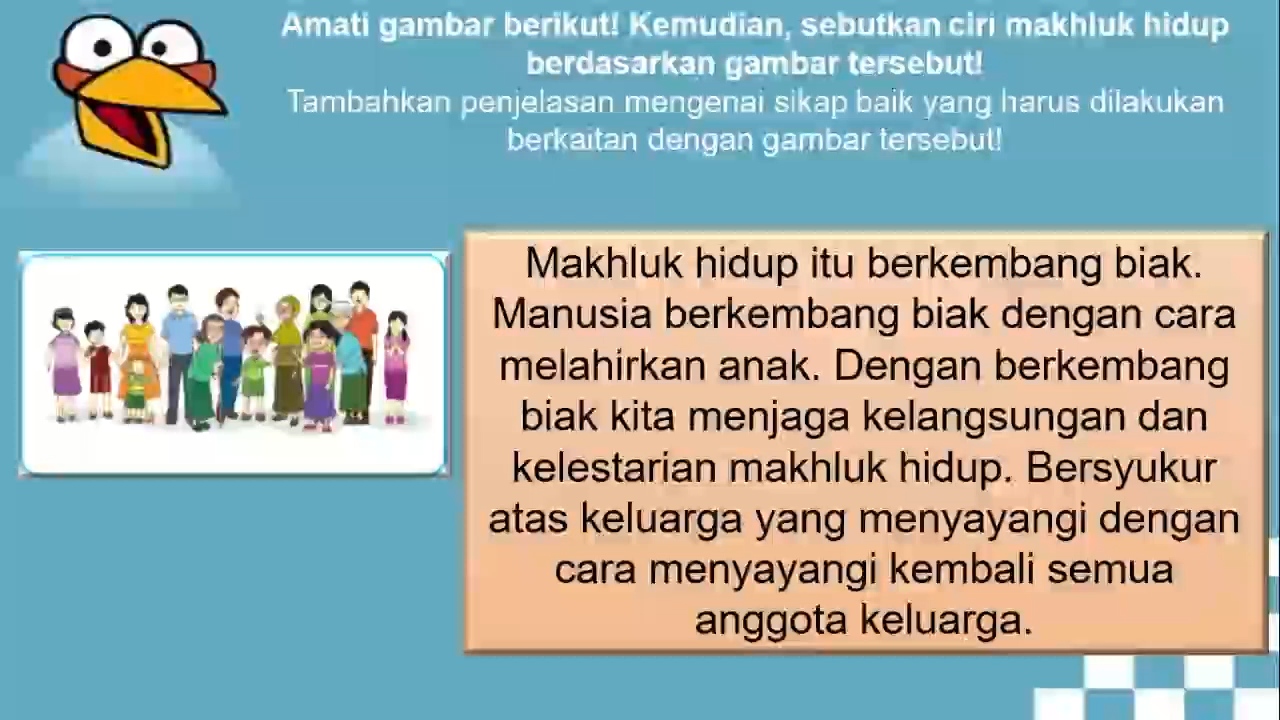 Amati gambar berikut! Kemudian, sebutkan ciri makhluk hidup
berdasarkan gambar tersebut!
Tambahkan penjelasan mengenai sikap baik yang harus dilakukan
berkaitan dengan gambar tersebut!
Makhluk hidup itu berkembang biak.
Manusia berkembang biak dengan cara
melahirkan anak. Dengan berkembang
biak kita menjaga kelangsungan dan
kelestarian makhluk hidup. Bersyukur
atas keluarga yang menyayangi dengan
cara menyayangi kembali semua
anggota keluarga.